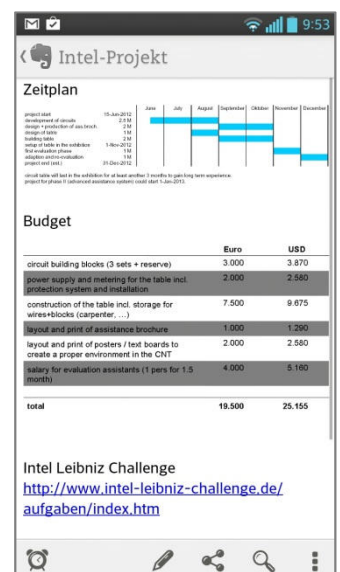 9:53
Intel-Projekt
Zeitplan
June July August September Oktober November Dezember
project start 15-Jun-2012
development of circuits 2.5 M
design + production of ass.broch. 2 M
design of table 1 M
building table 2 M
setup of table in the exhibition 1-Nov-2012
first evaluation phase 1 M
adaption and re-evaluation 1 M
project end (est.) 31-Dec-2012
circuit table will last in the exhibition for at least another 3 months to gain long term experience.
project for phase II (advanced assistance system) could start 1-Jan-2013.
Budget
Euro USD
circuit building blocks (3 sets + reserve) 3.000 3.870
power supply and metering for the table incl. 2.000 2.580
protection system and installation
construction of the table incl. storage for 7.500 9.675
wires+blocks (carpenter, ...)
layout and print of assistance brochure 1.000 1.290
layout and print of posters / text boards to 2.000 2.580
create a proper environment in the CNT
salary for evaluation assistants (1 pers for 1.5 4.000 5.160
month)
total 19.500 25.155
Intel Leibniz Challenge
http://www.intel-leibniz-challenge.de/
aufgaben/index.htm